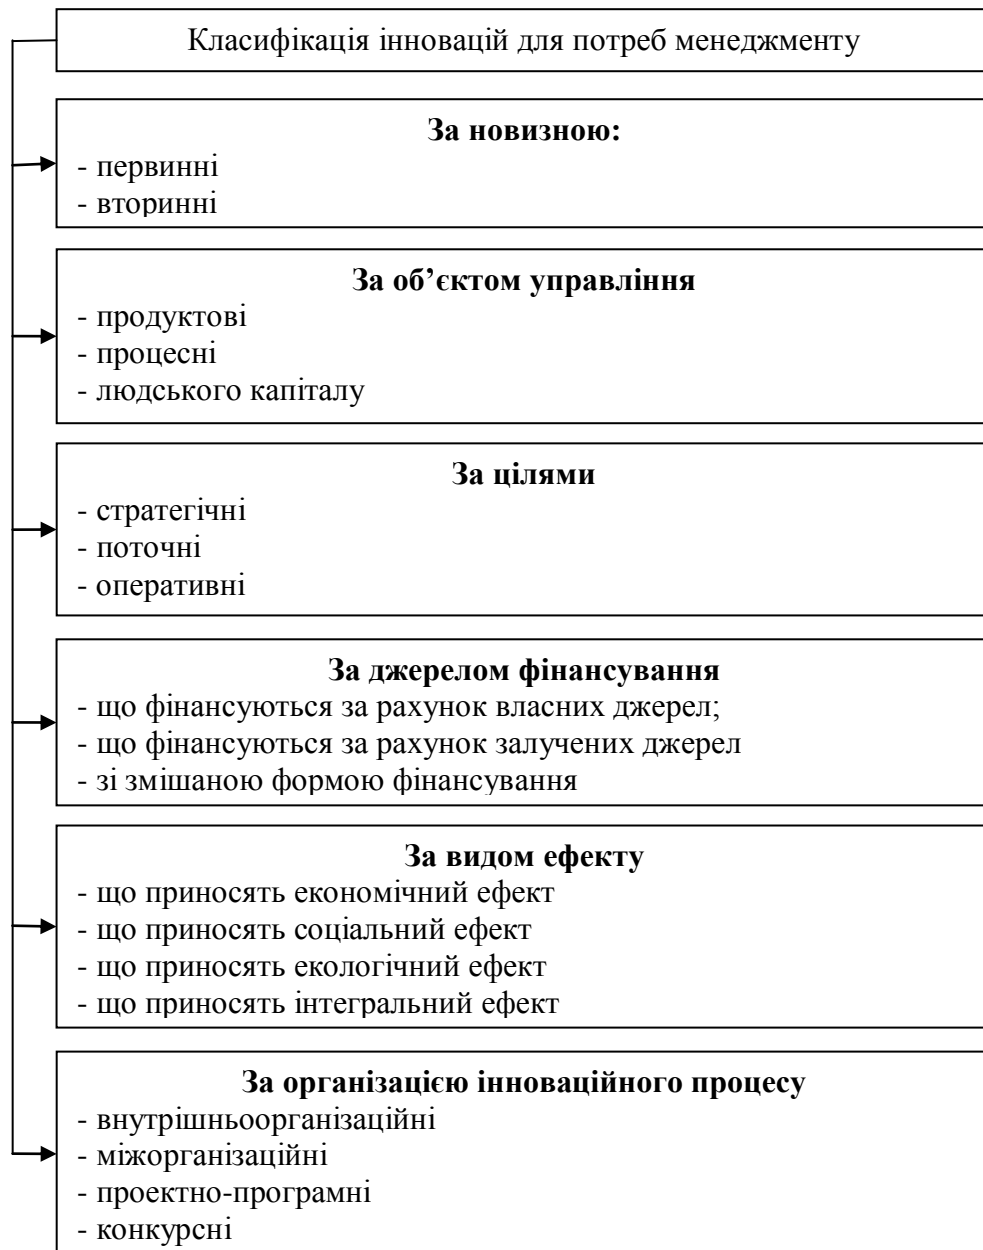 Класифікація інновацій для потреб менеджменту
За новизною:
- первинні
- вторинні
За об’єктом управління
- продуктові
- процесні
- людського капіталу
За цілями
- стратегічні
- поточні
- оперативні
За джерелом фінансування
- що фінансуються за рахунок власних джерел;
- що фінансуються за рахунок залучених джерел
- зі змішаною формою фінансування
За видом ефекту
- що приносять економічний ефект
- що приносять соціальний ефект
- що приносять екологічний ефект
- що приносять інтегральний ефект
За організацією інноваційного процесу
- внутрішньоорганізаційні
- міжорганізаційні
- проектно-програмні
- конкурсні